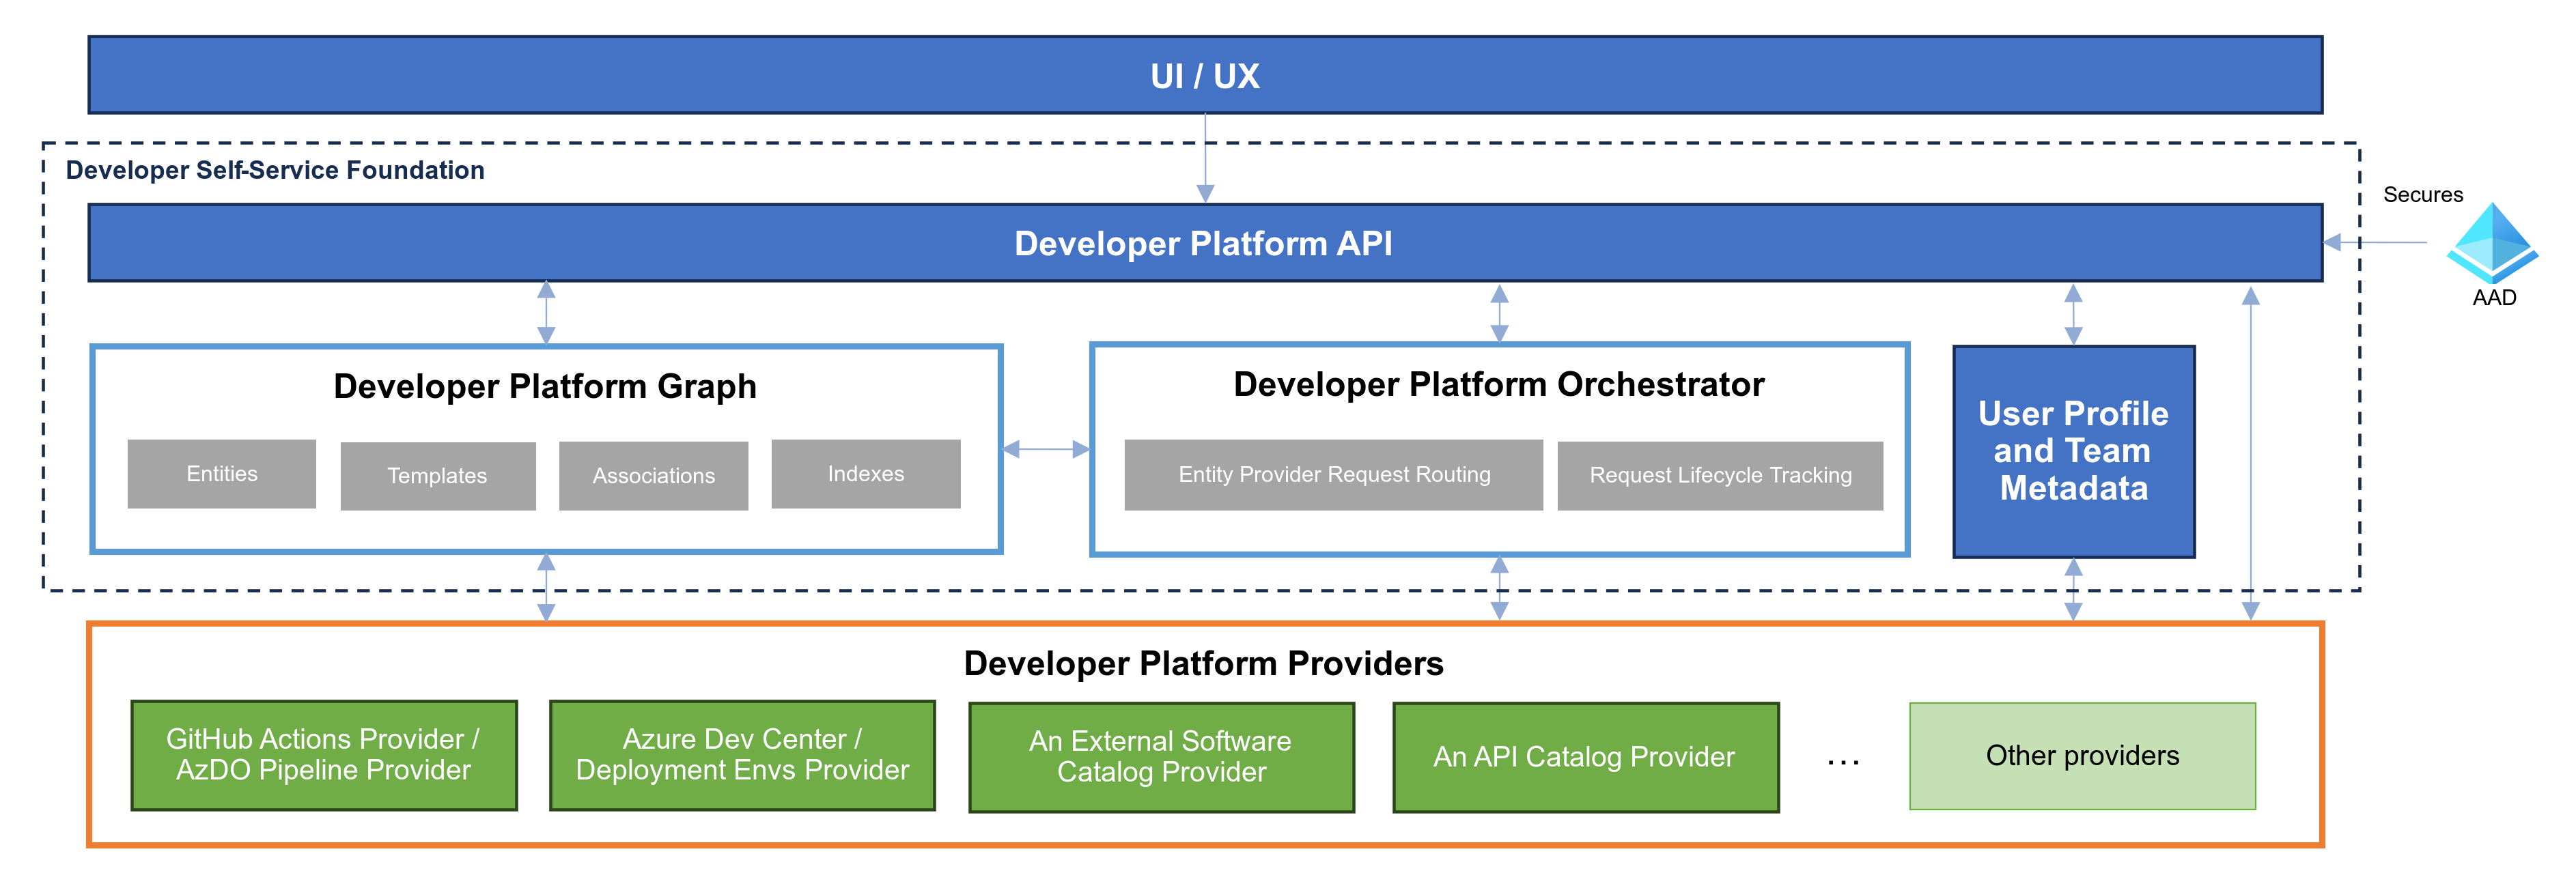 UI / UX
Developer Self-Service Foundation
Secures
Developer Platform API
AAD
Developer Platform Graph
Entities
Templates
Associations
Indexes
Developer Platform Orchestrator
Entity Provider Request Routing
Request Lifecycle Tracking
User Profile
and Team
Metadata
Developer Platform Providers
GitHub Actions Provider /
AzDO Pipeline Provider
Azure Dev Center /
Deployment Envs Provider
An External Software
Catalog Provider
An API Catalog Provider
...
Other providers